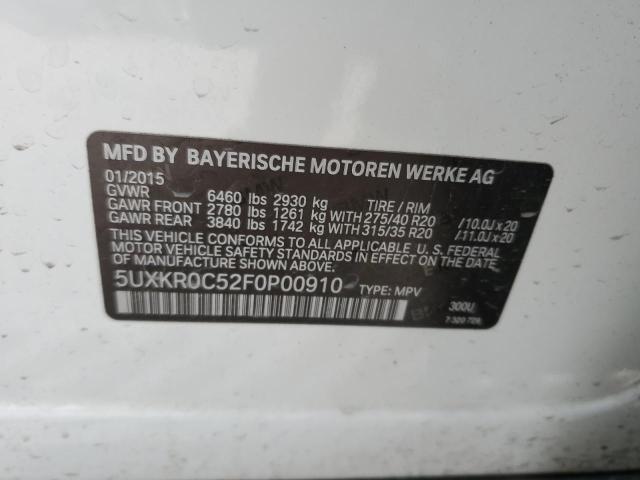 MFD BY BAYERISCHE MOTOREN WERKE AG
01/2015
GVWR 6460 lbs 2930 kg TIRE / RIM
GAWR FRONT 2780 lbs 1261 kg WITH 275/40 R20 /10.0J x 20
GAWR REAR 3840 lbs 1742 kg WITH 315/35 R20 /11.0J x 20
THIS VEHICLE CONFORMS TO ALL APPLICABLE U. S. FEDERAL
MOTOR VEHICLE SAFETY STANDARDS IN EFFECT ON THE
DATE OF MANUFACTURE SHOWN ABOVE.
5UXKR0C52F0P00910 TYPE: MPV
300U